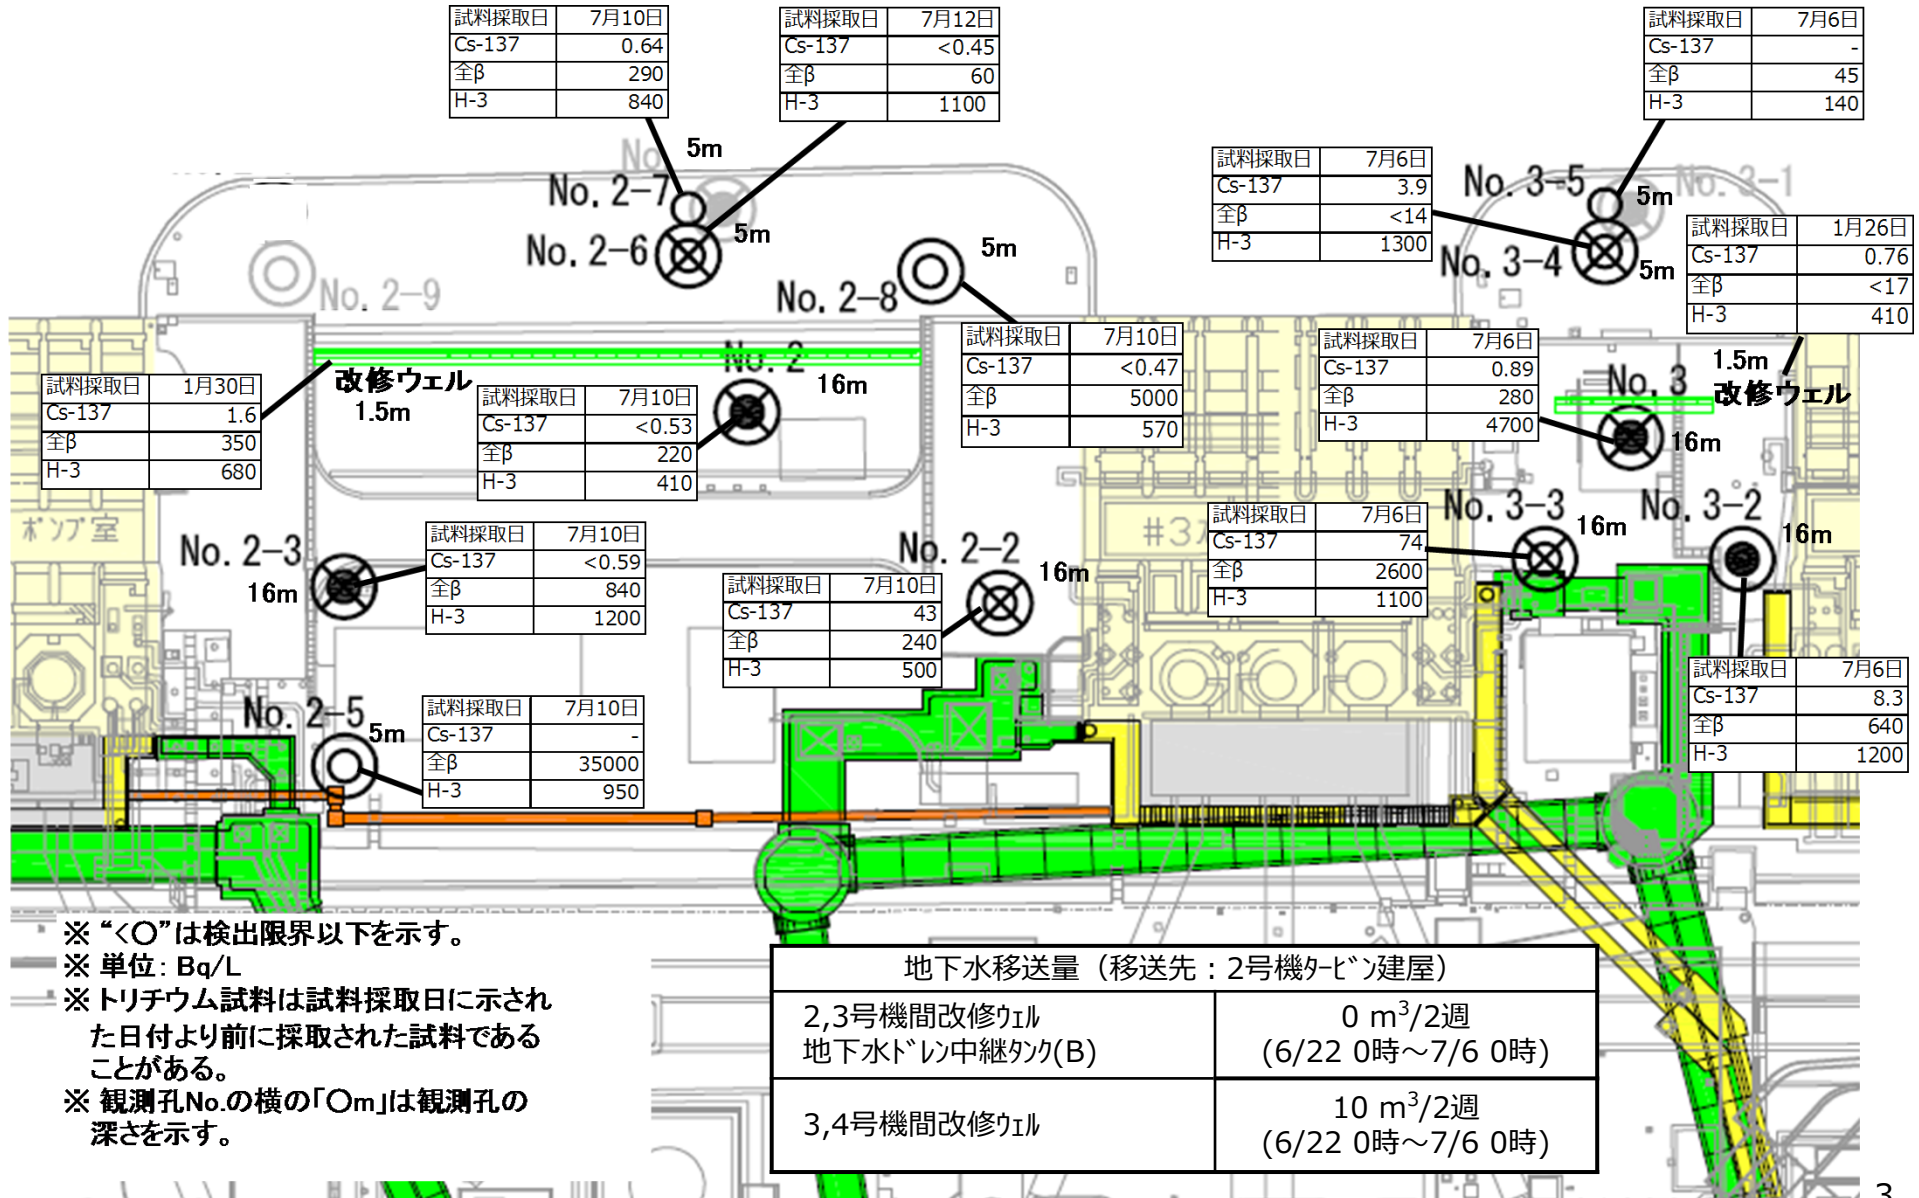 試料採取日 7月10日
Cs-137 0.64
全β 290
H-3 840
試料採取日 7月12日
Cs-137 <0.45
全β 60
H-3 1100
試料採取日 7月6日
Cs-137 -
全β 45
H-3 140
No 5m
No. 2-7
No. 2-6 5m
No. 2-8 5m
No. 2-9
試料採取日 7月6日
Cs-137 3.9
全β <14
H-3 1300
No. 3-5 5m
No. 3-1
No. 3-4 5m
試料採取日 1月26日
Cs-137 0.76
全β <17
H-3 410
試料採取日 1月30日
Cs-137 1.6
全β 350
H-3 680
改修ウェル
1.5m
No. 2 16m
試料採取日 7月10日
Cs-137 <0.53
全β 220
H-3 410
試料採取日 7月10日
Cs-137 <0.47
全β 5000
H-3 570
試料採取日 7月6日
Cs-137 0.89
全β 280
H-3 4700
No. 3
16m
1.5m
改修ウェル
ポンプ室
No. 2-3
16m
試料採取日 7月10日
Cs-137 <0.59
全β 840
H-3 1200
No. 2-2
16m
試料採取日 7月10日
Cs-137 43
全β 240
H-3 500
#3
試料採取日 7月6日
Cs-137 74
全β 2600
H-3 1100
No. 3-3 16m
No. 3-2
16m
試料採取日 7月6日
Cs-137 8.3
全β 640
H-3 1200
No. 2-5
5m
試料採取日 7月10日
Cs-137 -
全β 35000
H-3 950
※ “<〇”は検出限界以下を示す。
※ 単位: Bq/L
※ トリチウム試料は試料採取日に示され
た日付より前に採取された試料である
ことがある。
※ 観測孔No.の横の「〇m」は観測孔の
深さを示す。
地下水移送量（移送先：2号機ﾀｰﾋﾞﾝ建屋）
2,3号機間改修ｳｪﾙ
地下水ﾄﾞﾚﾝ中継ﾀﾝｸ(B)
0 m³/2週
(6/22 0時～7/6 0時)
3,4号機間改修ｳｪﾙ
10 m³/2週
(6/22 0時～7/6 0時)
3